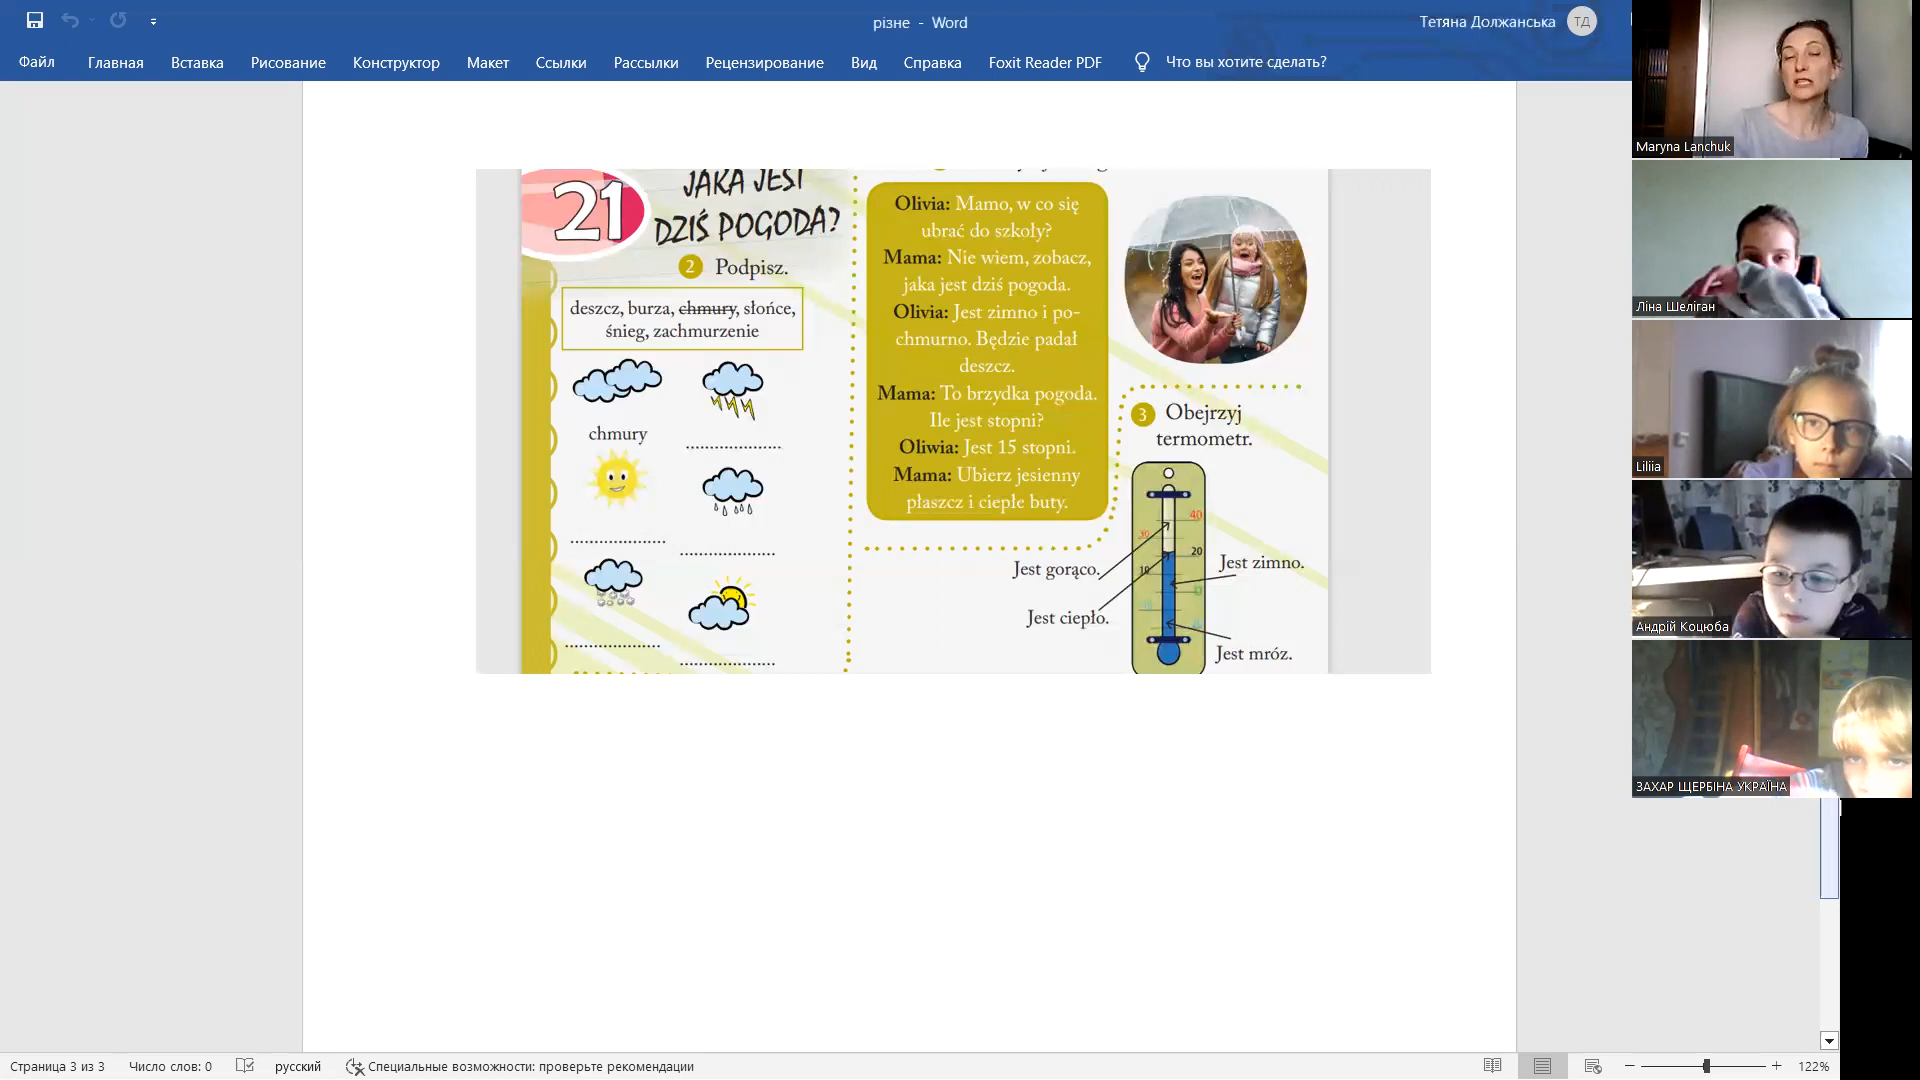 різне - Word
Тетяна Должанська
ТД
Файл
Главная
Вставка
Рисование
Конструктор
Макет
Ссылки
Рассылки
Рецензирование
Вид
Справка
Foxit Reader PDF
Что вы хотите сделать?
21
JAKA JEST
DZIŚ POGODA?
2 Podpisz.
deszcz, burza, chmury, słońce,
śnieg, zachmurzenie
chmury
Olivia: Mamo, w co się
ubrać do szkoły?
Mama: Nie wiem, zobacz,
jaka jest dziś pogoda.
Olivia: Jest zimno i po-
chmurno. Będzie padał
deszcz.
Mama: To brzydka pogoda.
Ile jest stopni?
Oliwia: Jest 15 stopni.
Mama: Ubierz jesienny
płaszcz i ciepłe buty.
3 Obejrzyj
termometr.
40
30
20
10
Jest gorąco.
Jest zimno.
Jest ciepło.
Jest mróz.
Maryna Lanchuk
Ліна Шеліган
Liliia
Андрій Коцюба
ЗАХАР ЩЕРБІНА УКРАЇНА
Страница 3 из 3
Число слов: 0
русский
Специальные возможности: проверьте рекомендации
122%